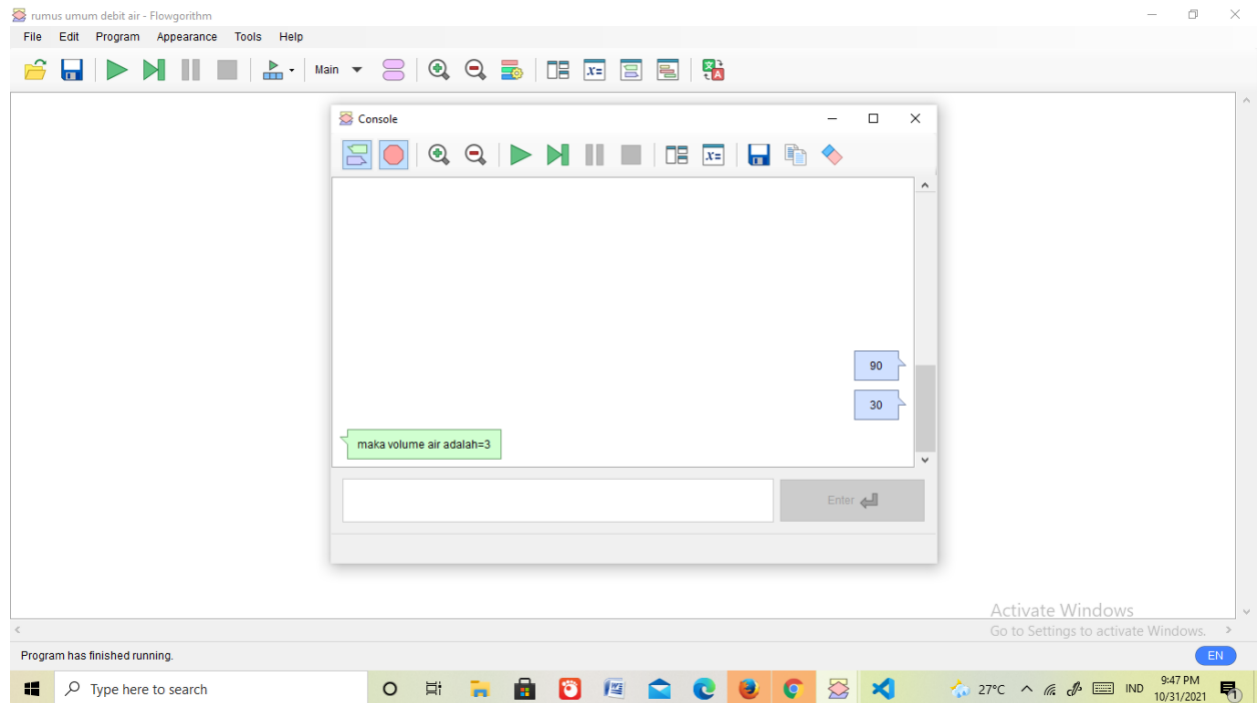 rumus umum debit air - Flowgorithm
File Edit Program Appearance Tools Help
Main
x=
Console
x=
90
30
maka volume air adalah=3
Enter
Activate Windows
Go to Settings to activate Windows.
Program has finished running.
EN
Type here to search
27°C
IND
9:47 PM
10/31/2021